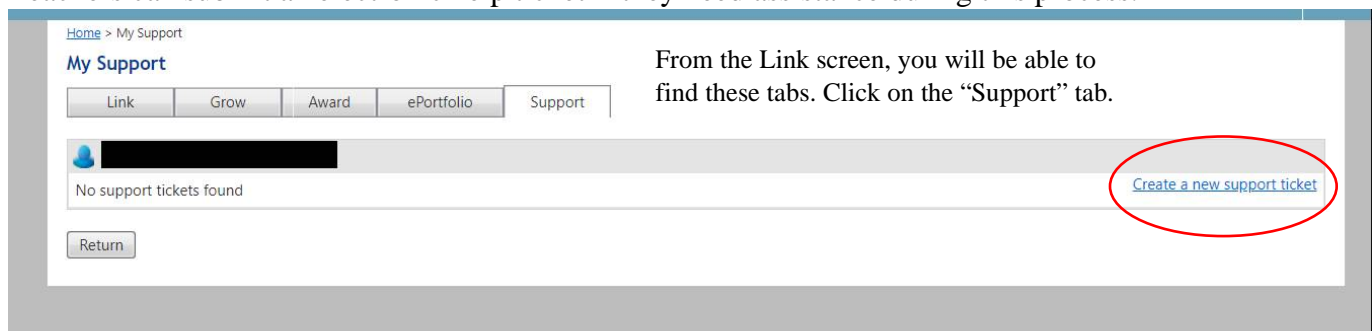 Home > My Support
My Support
From the Link screen, you will be able to
find these tabs. Click on the “Support” tab.
Link Grow Award ePortfolio Support
No support tickets found
Create a new support ticket
Return